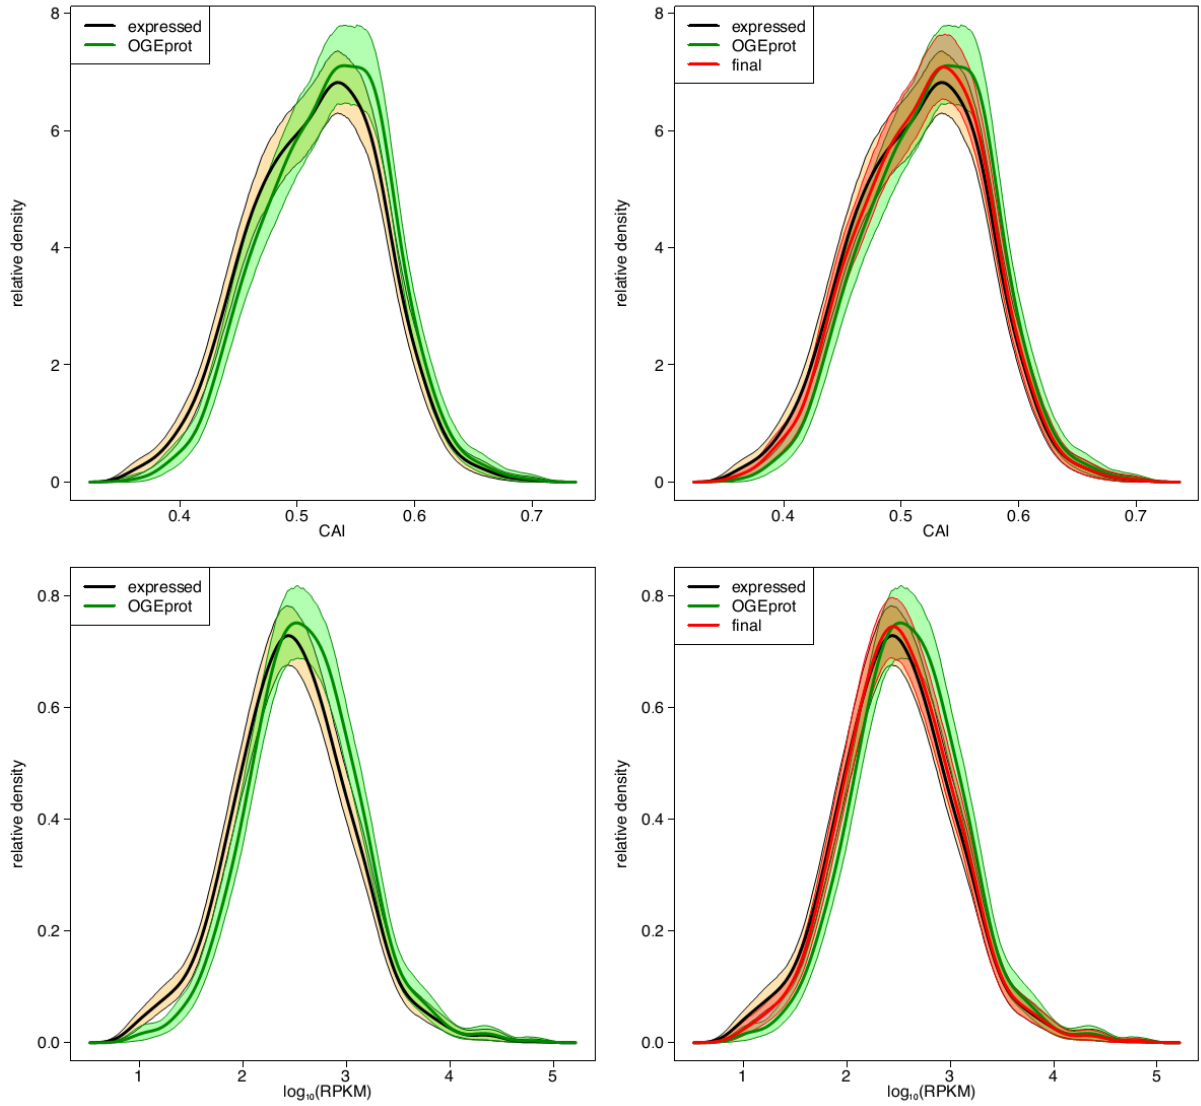 expressed
OGEprot
relative density
8
6
4
2
0
0.4 0.5 0.6 0.7
CAI
expressed
OGEprot
final
relative density
8
6
4
2
0
0.4 0.5 0.6 0.7
CAI
expressed
OGEprot
relative density
0.8
0.6
0.4
0.2
0.0
1 2 3 4 5
log₁₀(RPKM)
expressed
OGEprot
final
relative density
0.8
0.6
0.4
0.2
0.0
1 2 3 4 5
log₁₀(RPKM)